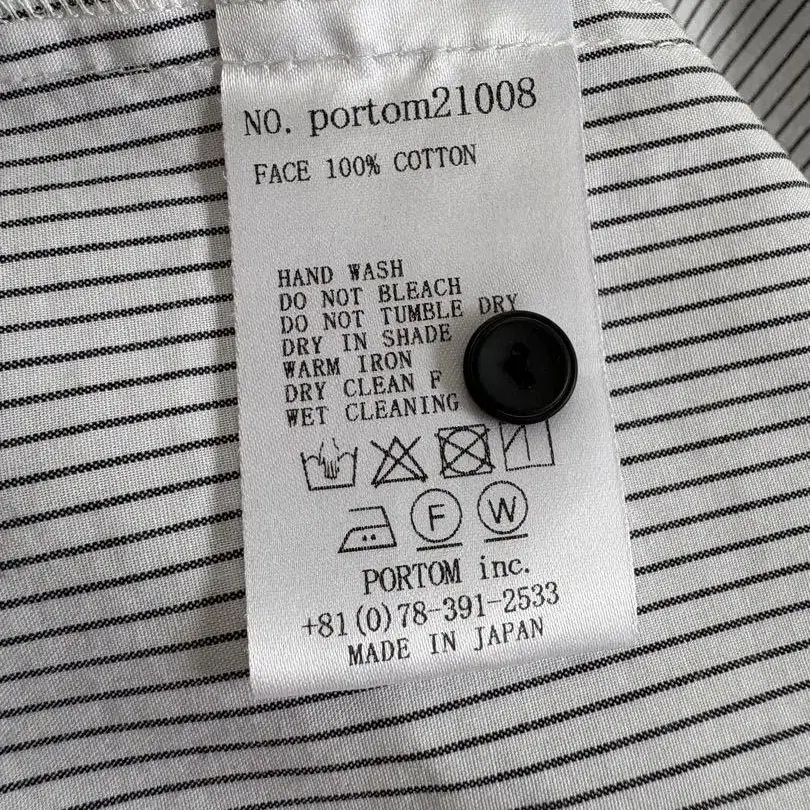 NO. portom21008
FACE 100% COTTON
HAND WASH
DO NOT BLEACH
DO NOT TUMBLE DRY
DRY IN SHADE
WARM IRON
DRY CLEAN F
WET CLEANING
F W
PORTOM inc.
+81(0)78-391-2533
MADE IN JAPAN